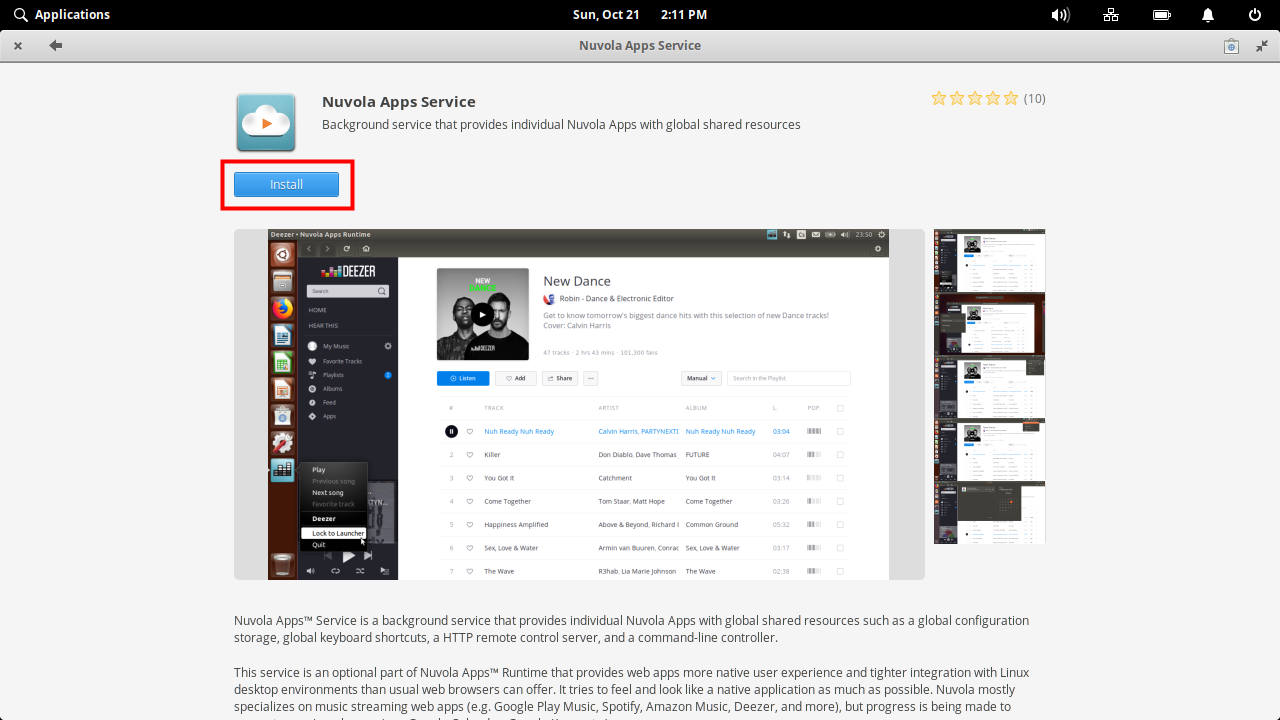 Applications
Sun, Oct 21 2:11 PM
Nuvola Apps Service
Nuvola Apps Service
(10)
Background service that provides individual Nuvola Apps with global shared resources
Install
Deezer • Nuvola Apps Runtime
Cs
23:50
DEEZER
Search
HOME
HEAR THIS
My Music
Favorite Tracks
Playlists
Albums
Feed
Apps
Play
Previous song
Next song
Favorite track
Deezer
Lock to Launcher
Quit
NEW
DEEZER
New Dance
Robin - Dance & Electronic Editor
Get to know tomorrow's biggest dance hits with this selection of new Dance tracks!
Cover: Calvin Harris
47 tracks · 2 hrs 43 mins · 101,300 fans
Listen Add Share ... Manual Search in the Playlist
# TRACK ARTIST ALBUM L. POP.
Nuh Ready Nuh Ready Calvin Harris, PARTYNEXTI Nuh Ready Nuh Ready 03:04
2 Killer Don Diablo, Dave Thomas FUTURE 04:07
3 You Got It Catchment You Got It 03:14
4 Come Together Tom Staar, Matt Hope Come Together 03:26
5 Happiness Amplified Above & Beyond, Richard Common Ground 05:32
6 Sex, Love & Water Armin van Buuren, Conrac Sex, Love & Water 03:17
7 The Wave R3hab, Lia Marie Johnson The Wave 02:38
Nuvola Apps™ Service is a background service that provides individual Nuvola Apps with global shared resources such as a global configuration
storage, global keyboard shortcuts, a HTTP remote control server, and a command-line controller.
This service is an optional part of Nuvola Apps™ Runtime that provides web apps more native user experience and tighter integration with Linux
desktop environments than usual web browsers can offer. It tries to feel and look like a native application as much as possible. Nuvola mostly
specializes on music streaming web apps (e.g. Google Play Music, Spotify, Amazon Music, Deezer, and more), but progress is being made to